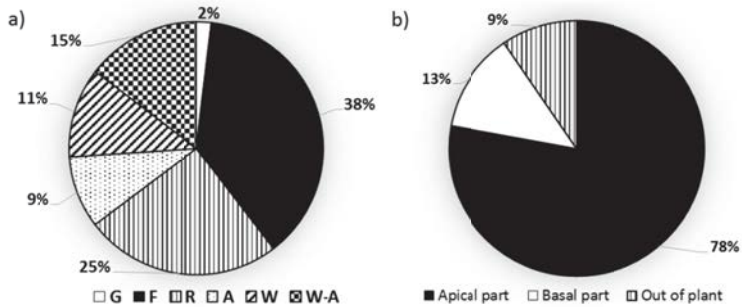 a)
2%
15%
38%
11%
9%
25%
G F R A W W-A
b)
9%
13%
78%
Apical part Basal part Out of plant